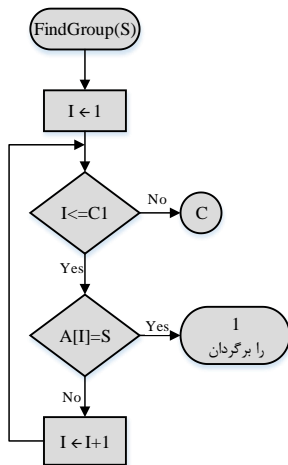 FindGroup(S)
I ← 1
I<=C1
No
C
Yes
A[I]=S
Yes
1
را برگردان
No
I ← I+1